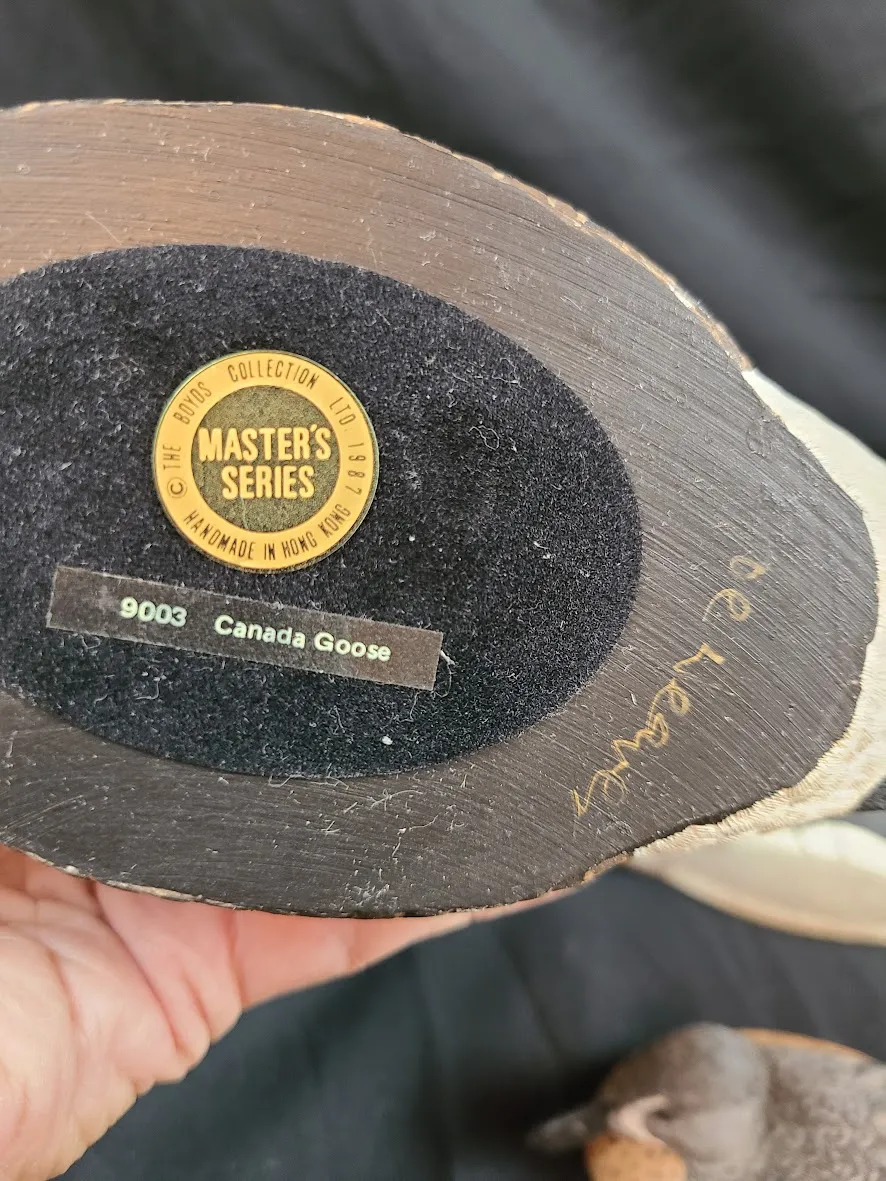 © THE BOYDS COLLECTION LTD 1987
MASTER'S
SERIES
HANDMADE IN HONG KONG
9003 Canada Goose